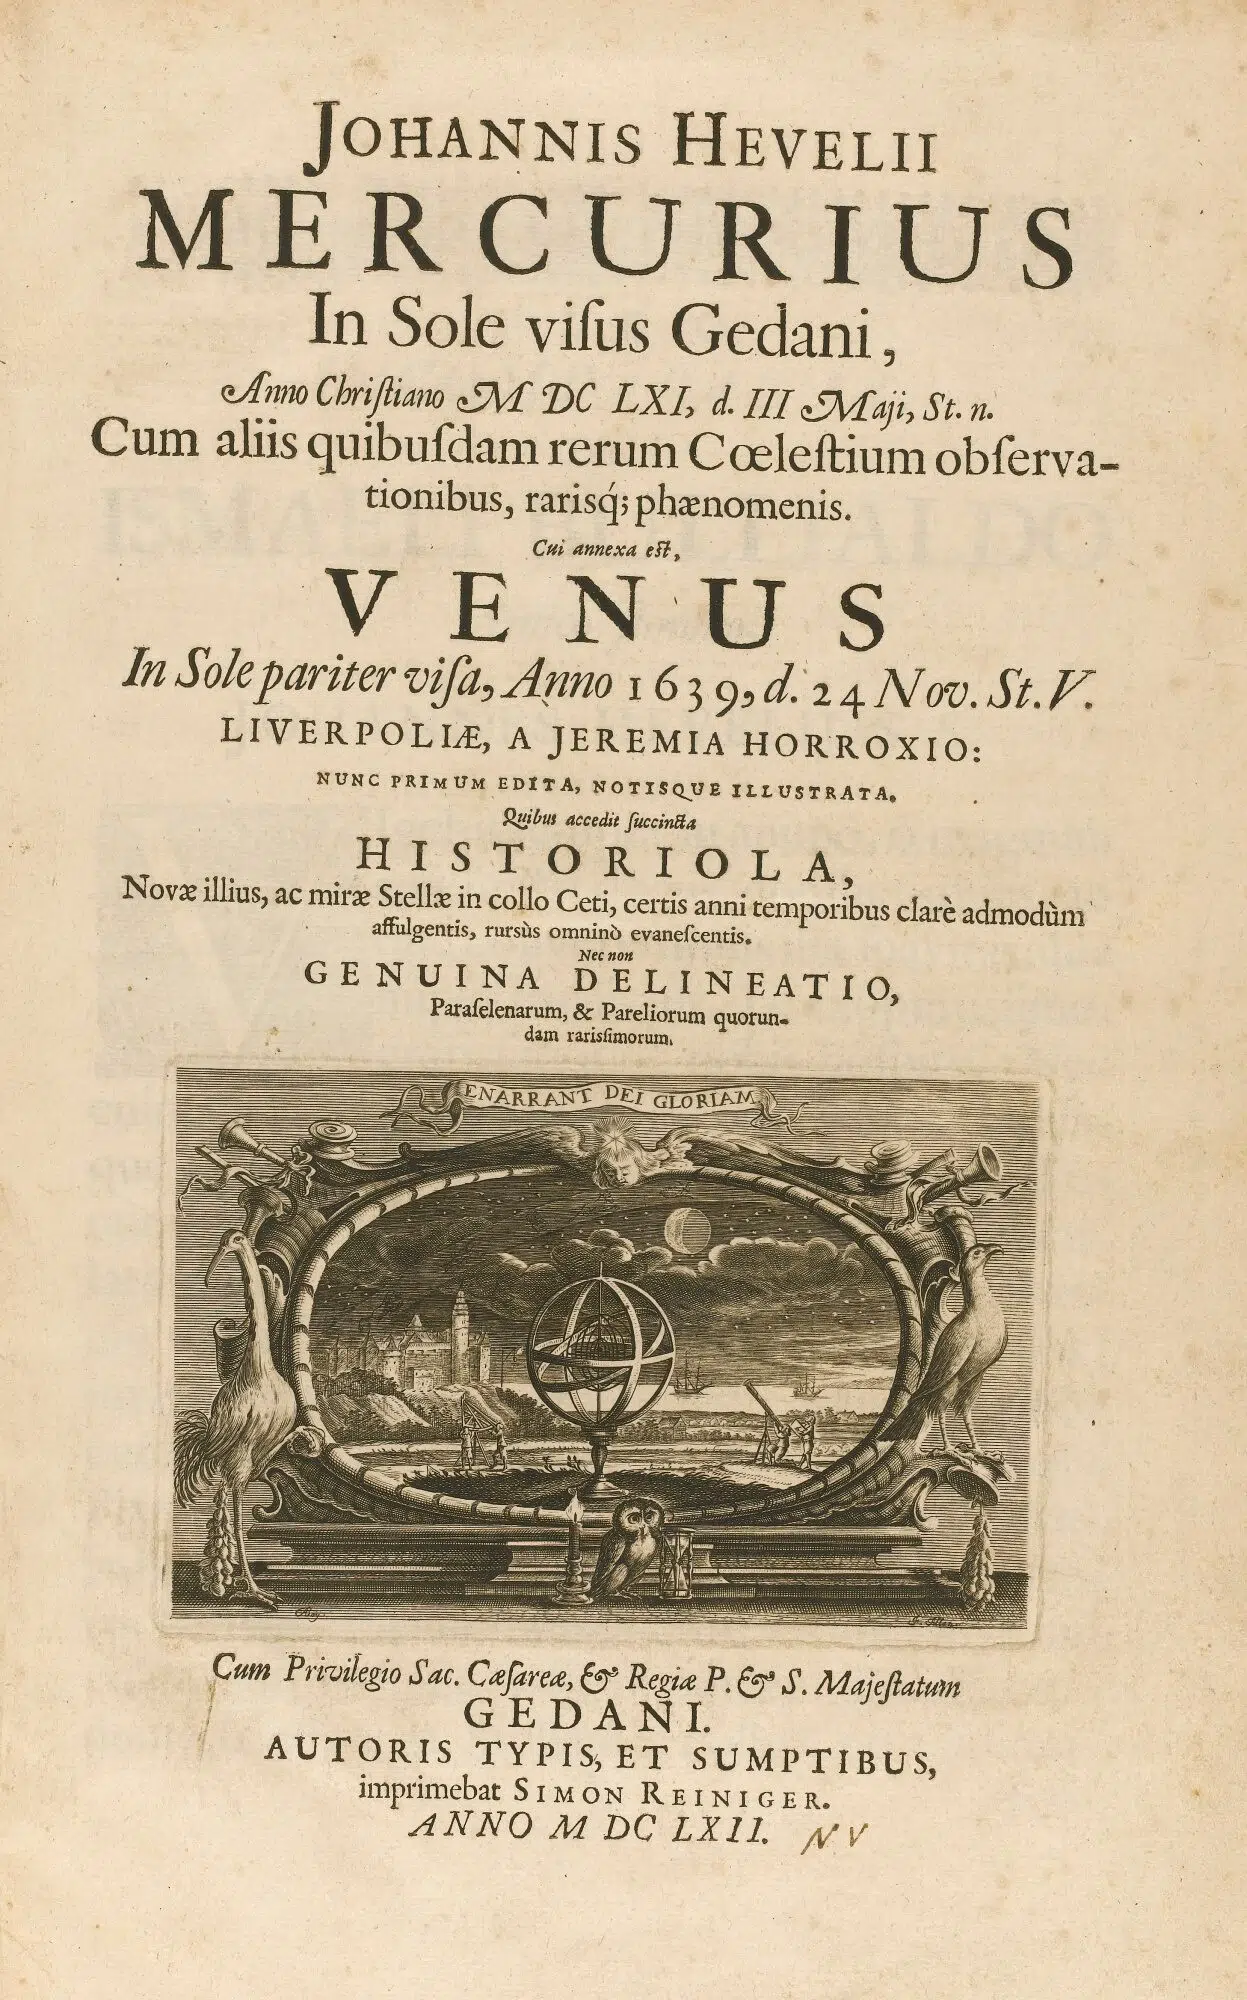 JOHANNIS HEVELII
MERCURIUS
In Sole viſus Gedani,
Anno Chriſtiano M DC LXI, d. III Maji, St. n.
Cum aliis quibuſdam rerum Cœleſtium obſerva-
tionibus, rarisq́; phænomenis.
Cui annexa eſt,
VENUS
In Sole pariter viſa, Anno 1639, d. 24 Nov. St. V.
LIVERPOLIÆ, A JEREMIA HORROXIO:
NUNC PRIMUM EDITA, NOTISQUE ILLUSTRATA.
Quibus accedit ſuccincta
HISTORIOLA,
Novæ illius, ac miræ Stellæ in collo Ceti, certis anni temporibus clarè admodùm
affulgentis, rursùs omninò evaneſcentis.
Nec non
GENUINA DELINEATIO,
Paraſelenarum, & Pareliorum quorun-
dam rarisſimorum.
ENARRANT DEI GLORIAM
Cum Privilegio Sac. Cæſareæ, & Regiæ P. & S. Majeſtatum
GEDANI.
AUTORIS TYPIS, ET SUMPTIBUS,
imprimebat SIMON REINIGER.
ANNO M DC LXII.
N V